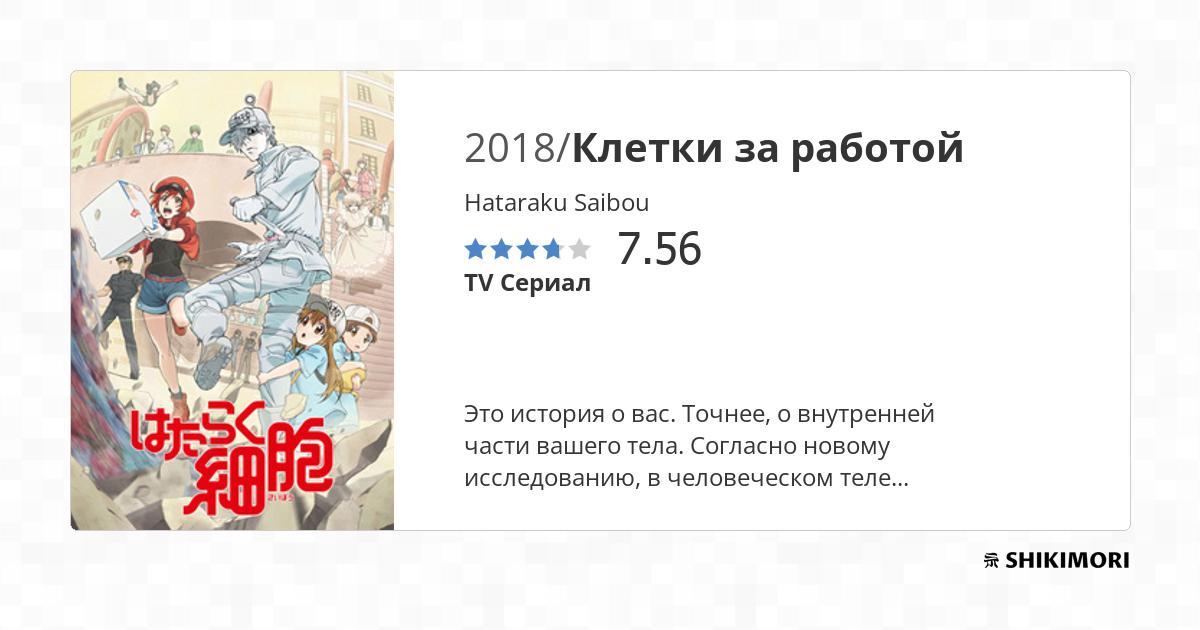 2018/Клетки за работой
Hataraku Saibou
7.56
TV Сериал
Это история о вас. Точнее, о внутренней
части вашего тела. Согласно новому
исследованию, в человеческом теле...
はたらく
細胞
さいぼう
SHIKIMORI